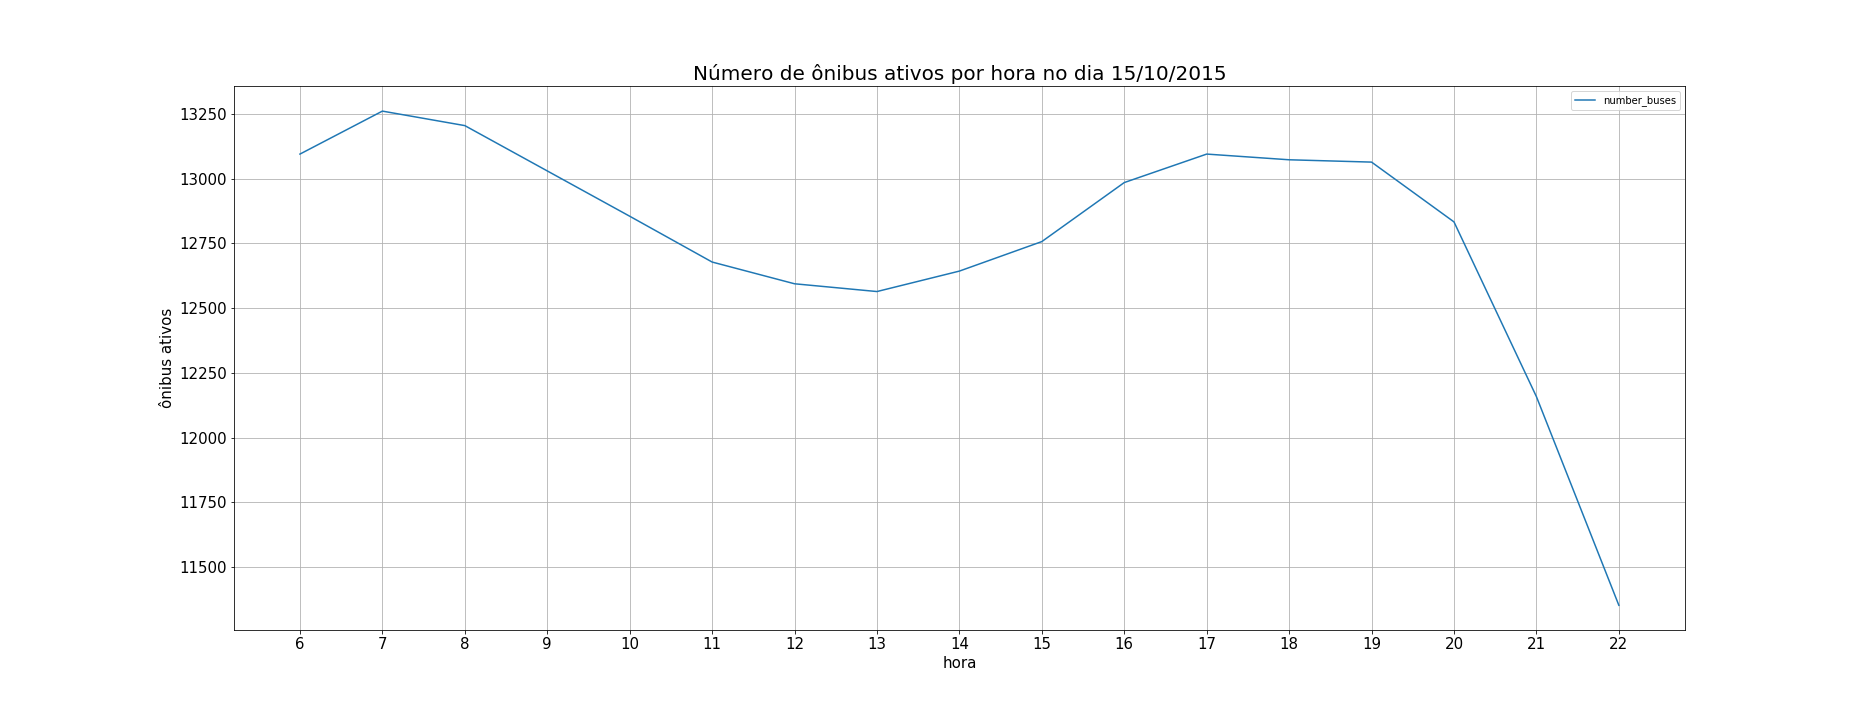 Número de ônibus ativos por hora no dia 15/10/2015
number_buses
13250
13000
12750
12500
12250
12000
11750
11500
ônibus ativos
6 7 8 9 10 11 12 13 14 15 16 17 18 19 20 21 22
hora